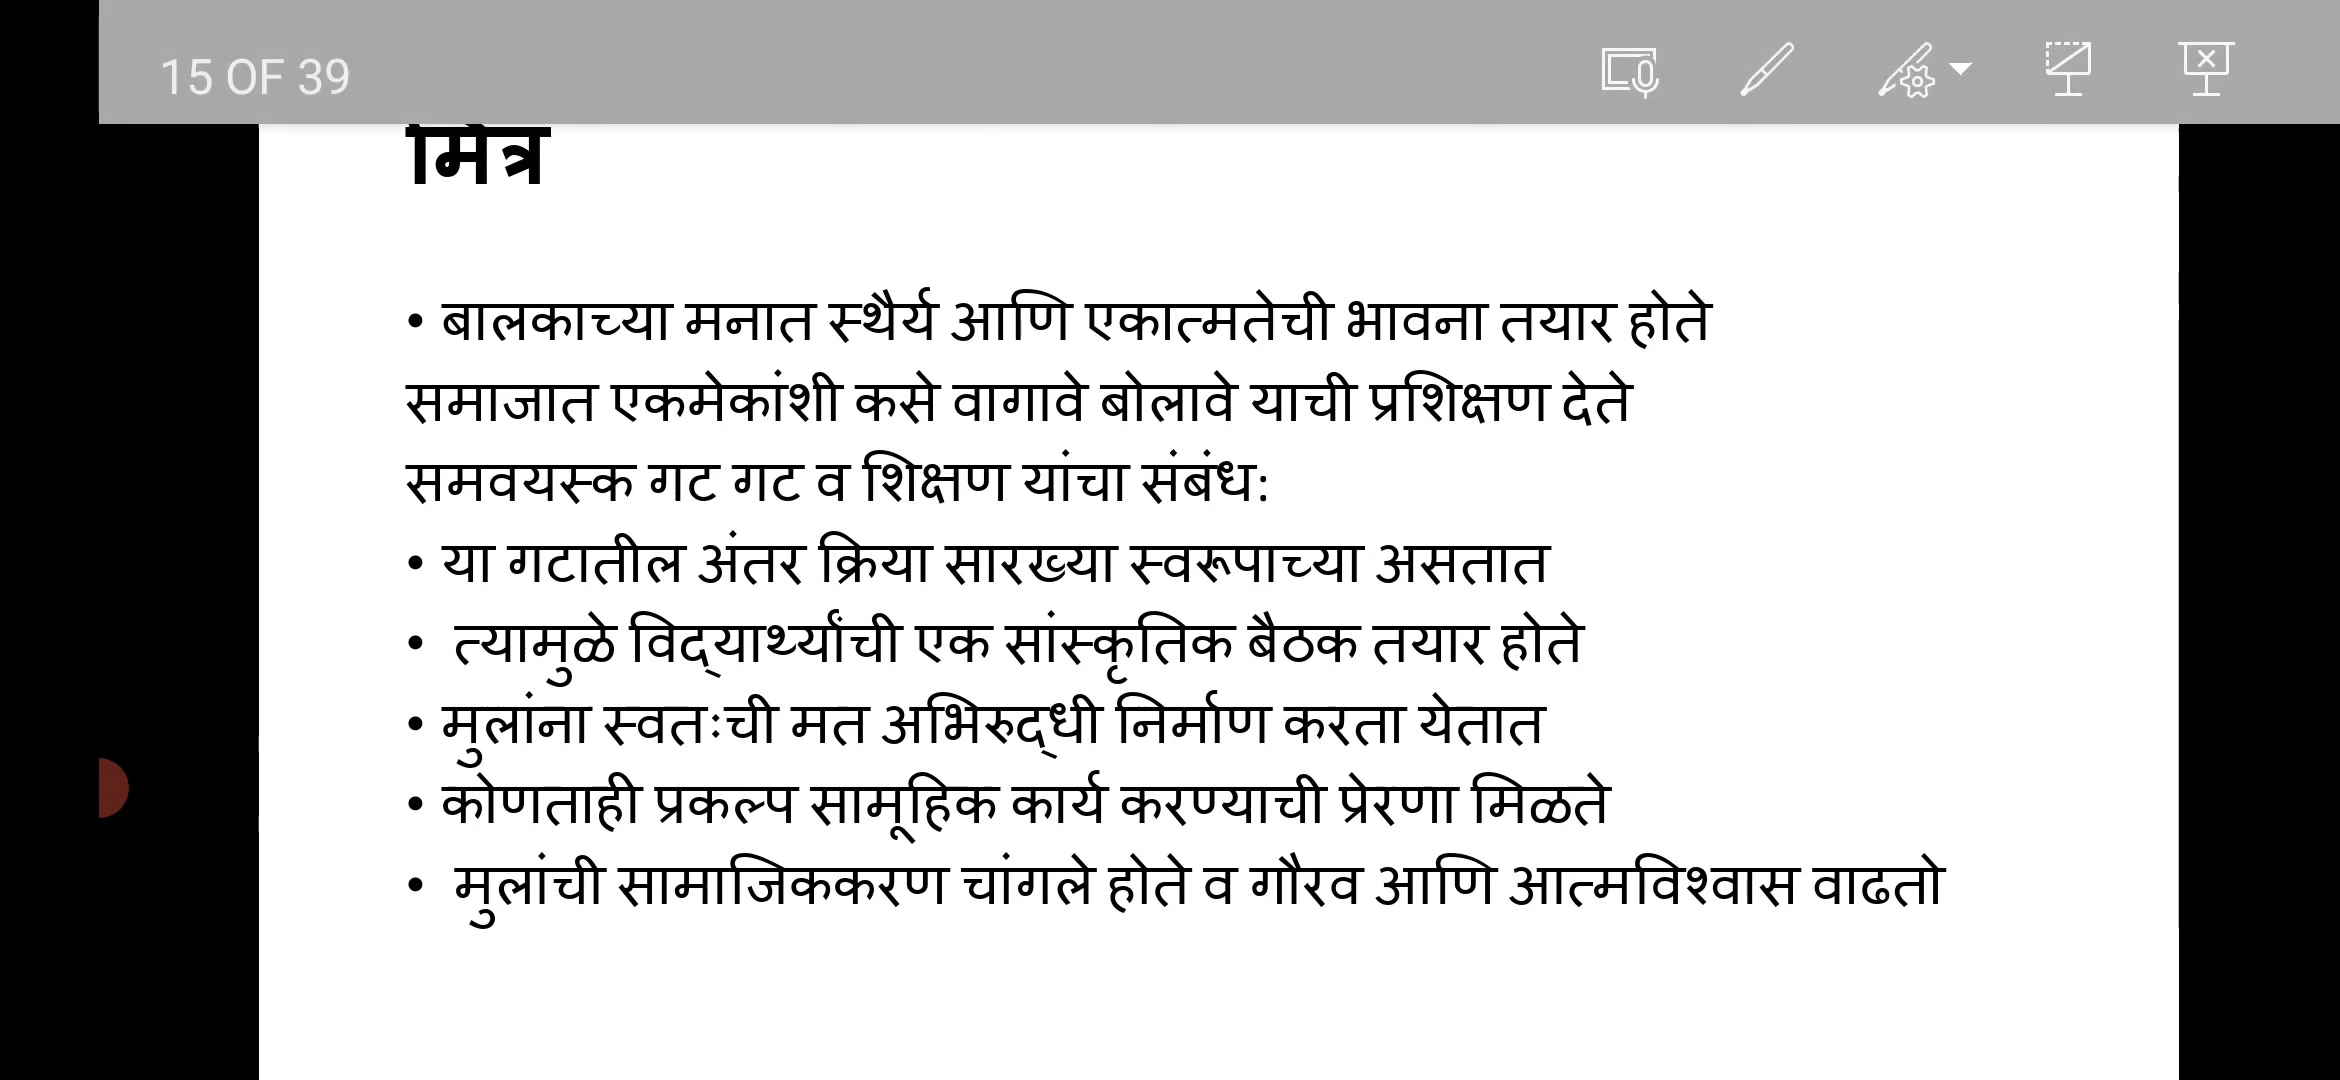 15 OF 39
मित्र
• बालकाच्या मनात स्थैर्य आणि एकात्मतेची भावना तयार होते
समाजात एकमेकांशी कसे वागावे बोलावे याची प्रशिक्षण देते
समवयस्क गट गट व शिक्षण यांचा संबंध:
• या गटातील अंतर क्रिया सारख्या स्वरूपाच्या असतात
• त्यामुळे विद्‌यार्थ्यांची एक सांस्कृतिक बैठक तयार होते
• मुलांना स्वतःची मत अभिरुद्‌धी निर्माण करता येतात
• कोणताही प्रकल्प सामूहिक कार्य करण्याची प्रेरणा मिळते
• मुलांची सामाजिककरण चांगले होते व गौरव आणि आत्मविश्वास वाढतो